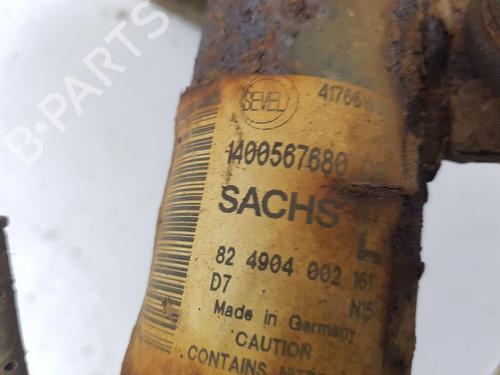 SEVEL
41766
1400567680
SACHS
L
82 4904 002 161
D7 N15
Made in Germany
CAUTION
CONTAINS
B-PARTS